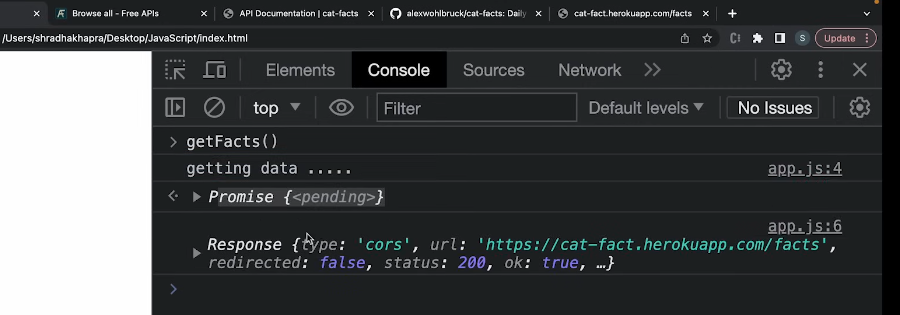 Browse all - Free APIs
API Documentation | cat-facts
alexwohlbruck/cat-facts: Daily
cat-fact.herokuapp.com/facts
/Users/shradhakhapra/Desktop/JavaScript/index.html
S
Update
Elements Console Sources Network
top Filter Default levels No Issues
getFacts()
getting data ..... app.js:4
Promise {<pending>}
app.js:6
Response {type: 'cors', url: 'https://cat-fact.herokuapp.com/facts',
redirected: false, status: 200, ok: true, …}